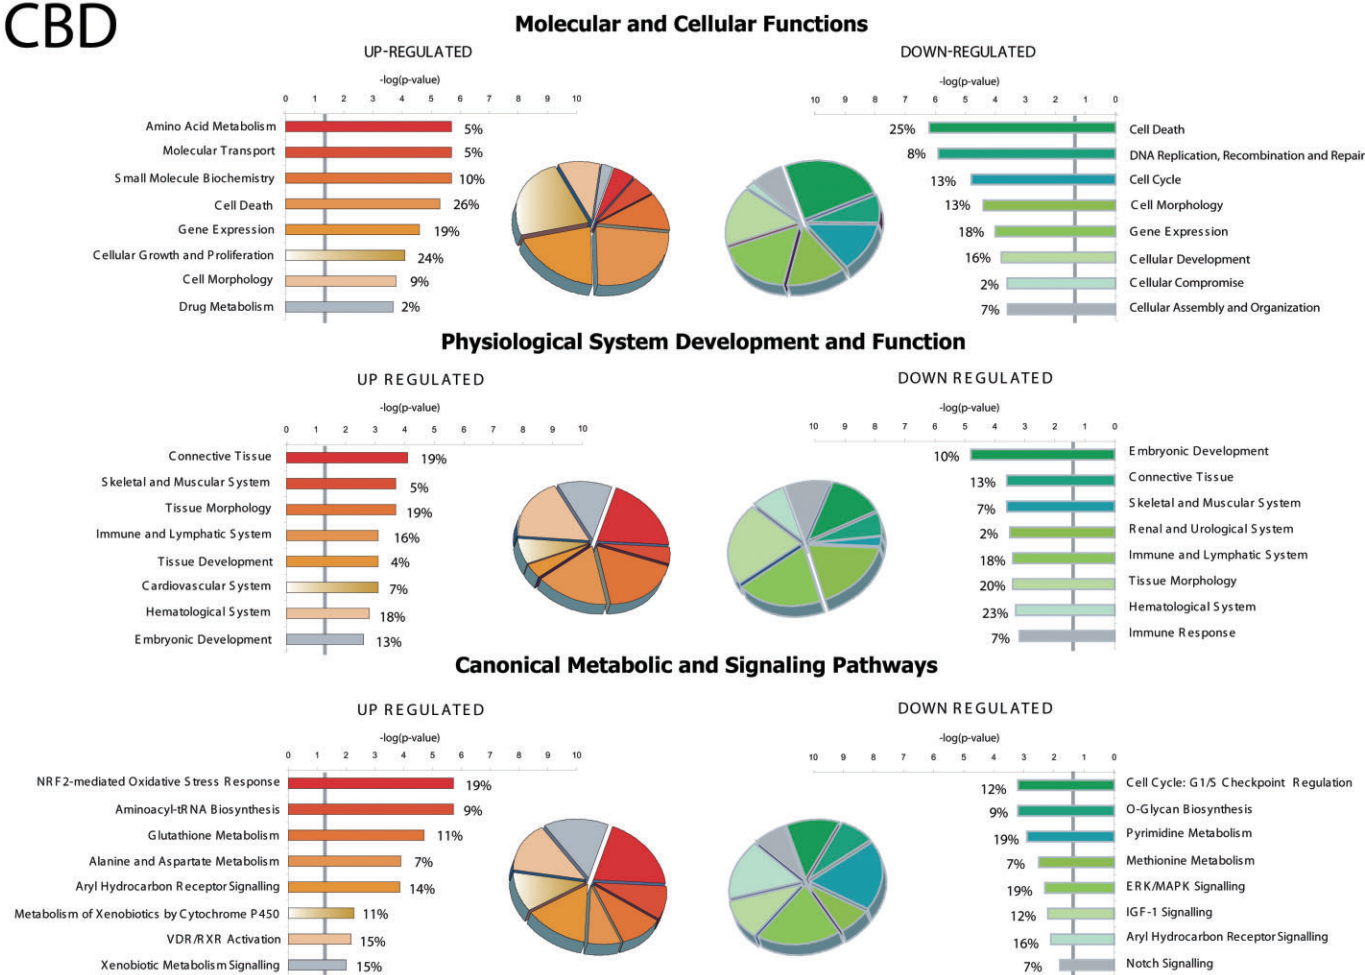 CBD
Molecular and Cellular Functions
UP-REGULATED
-log(p-value)
0 1 2 3 4 5 6 7 8 9 10
Amino Acid Metabolism 5%
Molecular Transport 5%
Small Molecule Biochemistry 10%
Cell Death 26%
Gene Expression 19%
Cellular Growth and Proliferation 24%
Cell Morphology 9%
Drug Metabolism 2%
DOWN-REGULATED
-log(p-value)
10 9 8 7 6 5 4 3 2 1 0
25% Cell Death
8% DNA Replication, Recombination and Repair
13% Cell Cycle
13% Cell Morphology
18% Gene Expression
16% Cellular Development
2% Cellular Compromise
7% Cellular Assembly and Organization
Physiological System Development and Function
UP REGULATED
-log(p-value)
0 1 2 3 4 5 6 7 8 9 10
Connective Tissue 19%
Skeletal and Muscular System 5%
Tissue Morphology 19%
Immune and Lymphatic System 16%
Tissue Development 4%
Cardiovascular System 7%
Hematological System 18%
Embryonic Development 13%
DOWN REGULATED
-log(p-value)
10 9 8 7 6 5 4 3 2 1 0
10% Embryonic Development
13% Connective Tissue
7% Skeletal and Muscular System
2% Renal and Urological System
18% Immune and Lymphatic System
20% Tissue Morphology
23% Hematological System
7% Immune Response
Canonical Metabolic and Signaling Pathways
UP REGULATED
-log(p-value)
0 1 2 3 4 5 6 7 8 9 10
NRF2-mediated Oxidative Stress Response 19%
Aminoacyl-tRNA Biosynthesis 9%
Glutathione Metabolism 11%
Alanine and Aspartate Metabolism 7%
Aryl Hydrocarbon Receptor Signalling 14%
Metabolism of Xenobiotics by Cytochrome P450 11%
VDR/RXR Activation 15%
Xenobiotic Metabolism Signalling 15%
DOWN REGULATED
-log(p-value)
10 9 8 7 6 5 4 3 2 1 0
12% Cell Cycle: G1/S Checkpoint Regulation
9% O-Glycan Biosynthesis
19% Pyrimidine Metabolism
7% Methionine Metabolism
19% ERK/MAPK Signalling
12% IGF-1 Signalling
16% Aryl Hydrocarbon Receptor Signalling
7% Notch Signalling